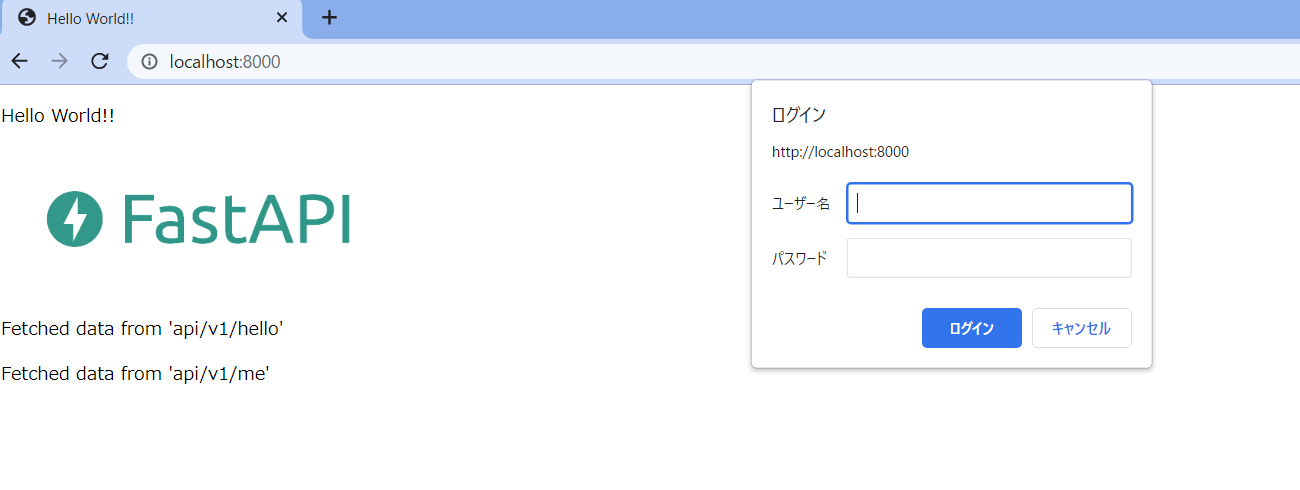 Hello World!!
localhost:8000
Hello World!!
FastAPI
Fetched data from 'api/v1/hello'
Fetched data from 'api/v1/me'
ログイン
http://localhost:8000
ユーザー名
パスワード
ログイン キャンセル